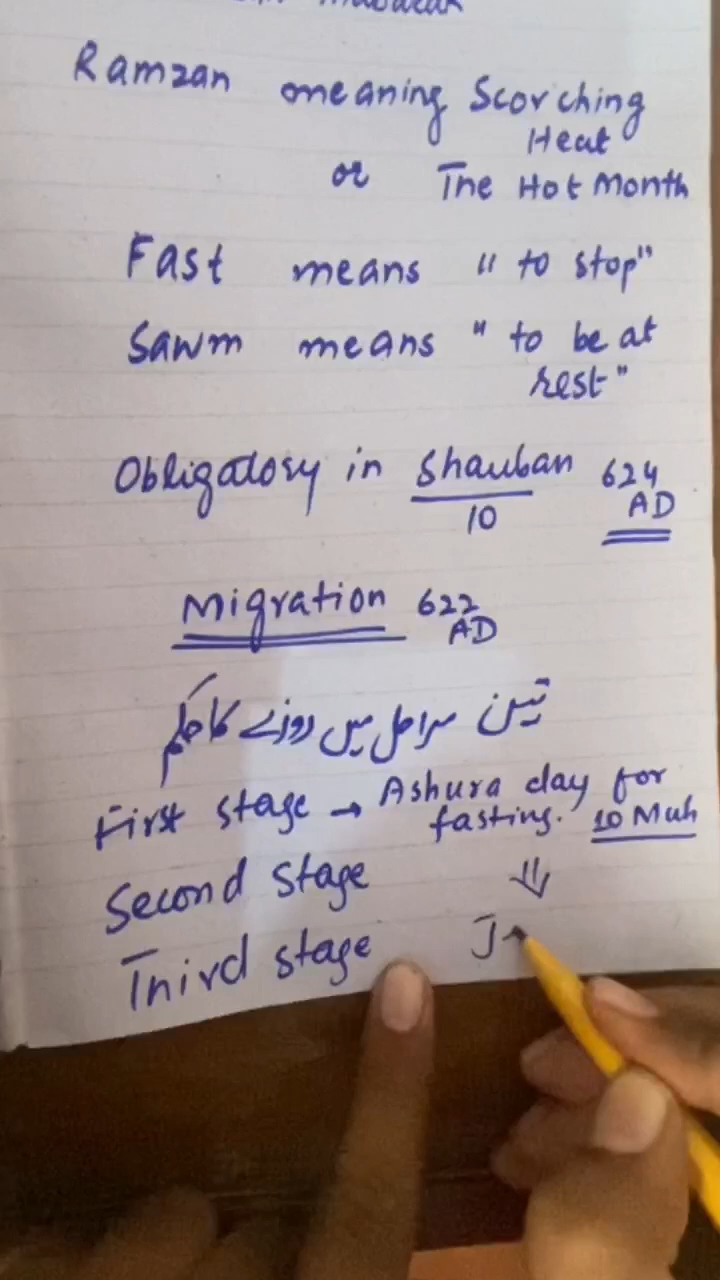 Ramzan meaning Scorching
Heat
or The Hot Month
Fast means "to stop"
Sawm means "to be at
rest"
Obligatory in Shauban 624
10 AD
Migration 622
AD
تین مراحل میں روزے کا حکم
First stage → Ashura day for
fasting. 10 Muh
Second stage
Third stage J